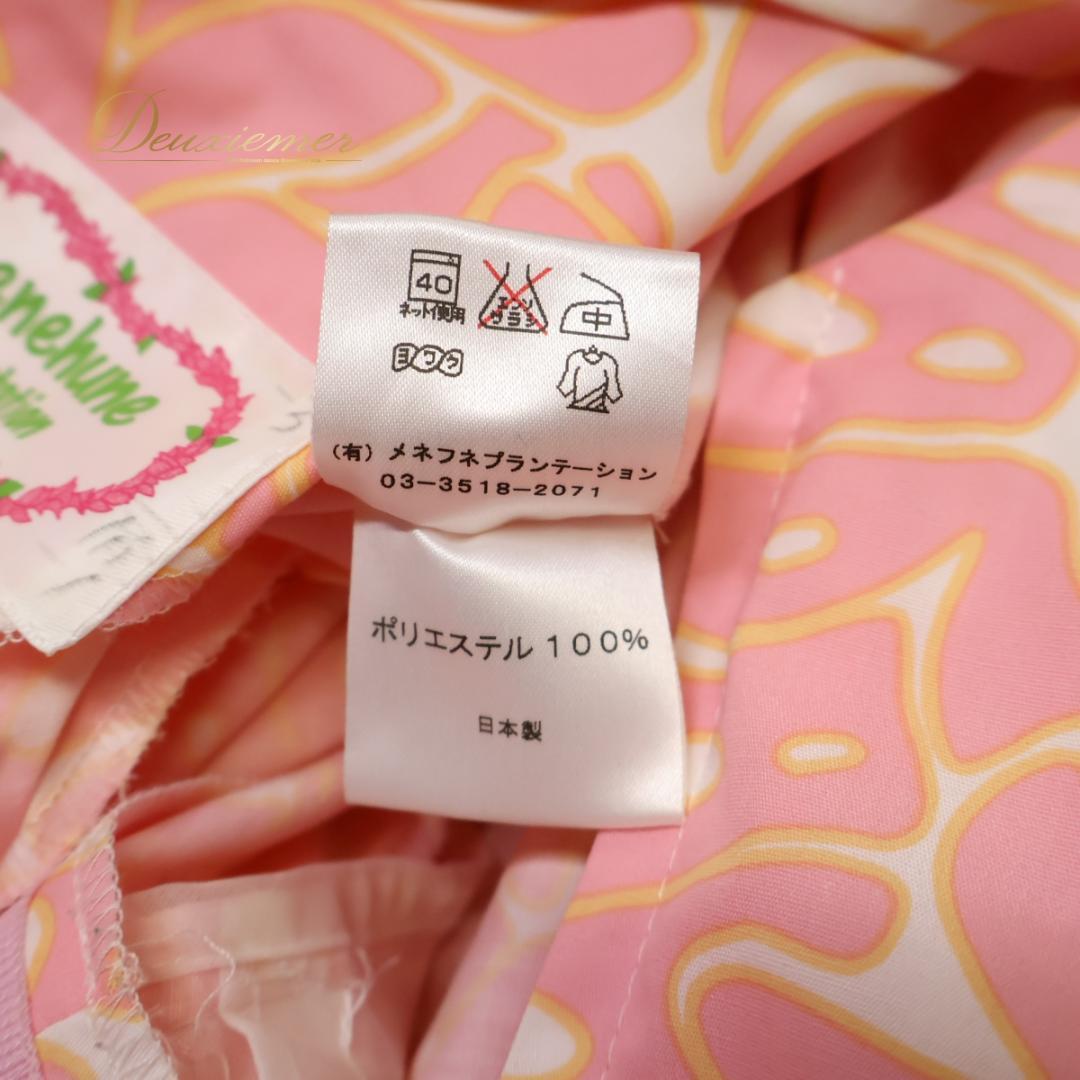 Deuxiemer
enehune
40
ネット使用
エンソ
サラシ
中
ヨワク
(有) メネフネプランテーション
03-3518-2071
ポリエステル 100%
日本製